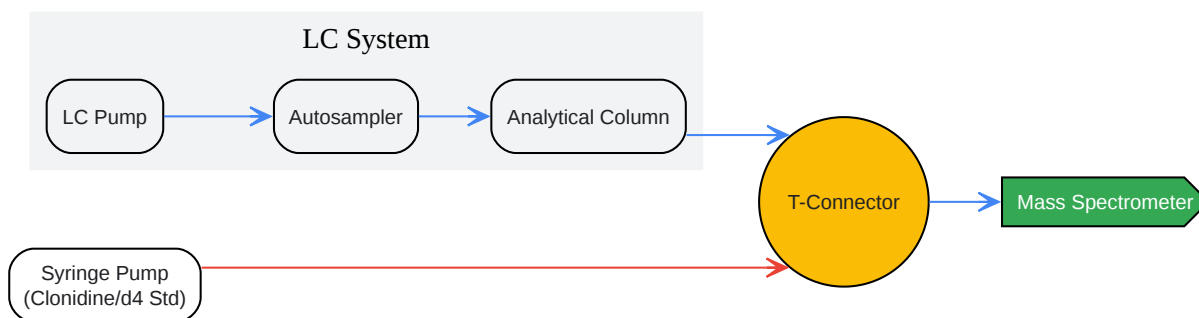 LC System
LC Pump
Autosampler
Analytical Column
T-Connector
Mass Spectrometer
Syringe Pump
(Clonidine/d4 Std)